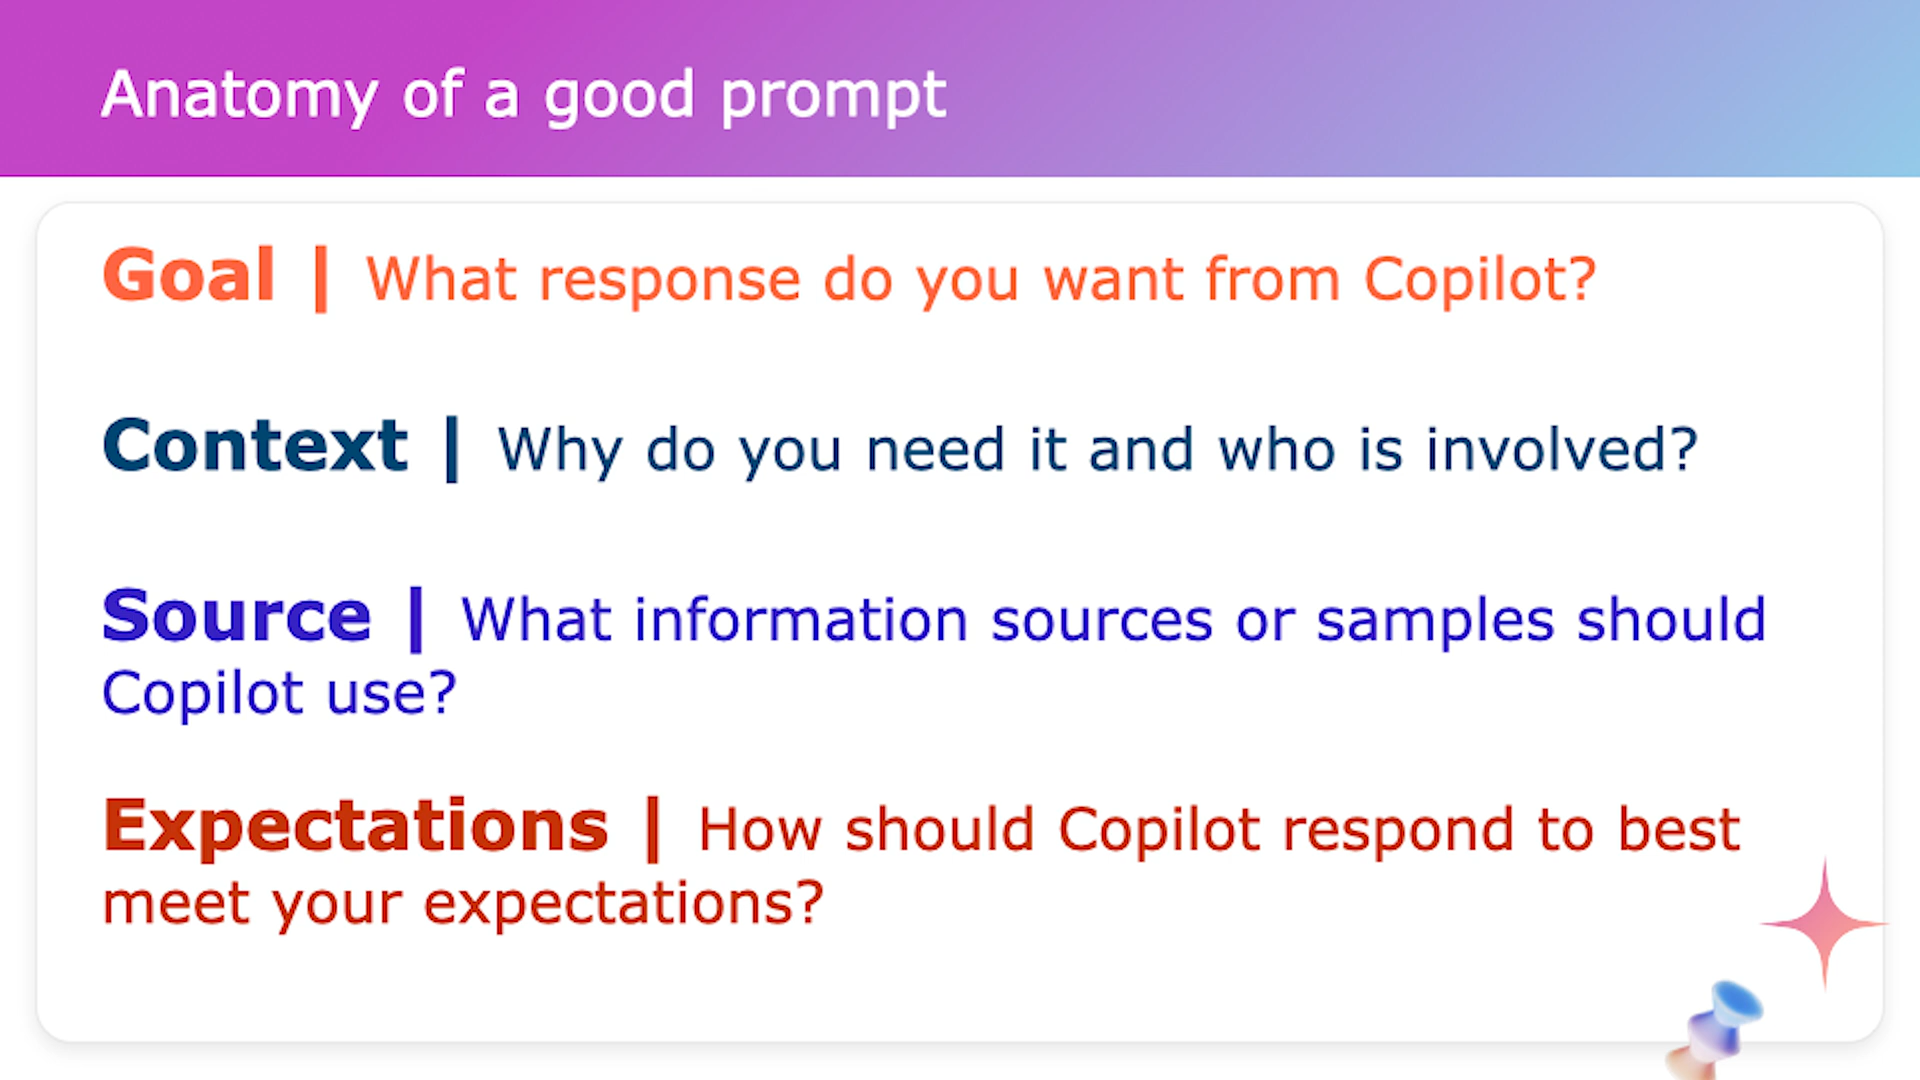 Anatomy of a good prompt
Goal | What response do you want from Copilot?
Context | Why do you need it and who is involved?
Source | What information sources or samples should
Copilot use?
Expectations | How should Copilot respond to best
meet your expectations?